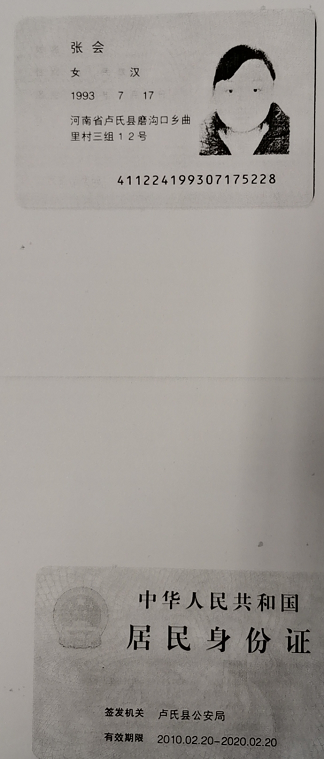 张会
女 汉
1993 7 17
河南省卢氏县磨沟口乡曲
里村三组12号
411224199307175228
中华人民共和国
居民身份证
签发机关 卢氏县公安局
有效期限 2010.02.20-2020.02.20